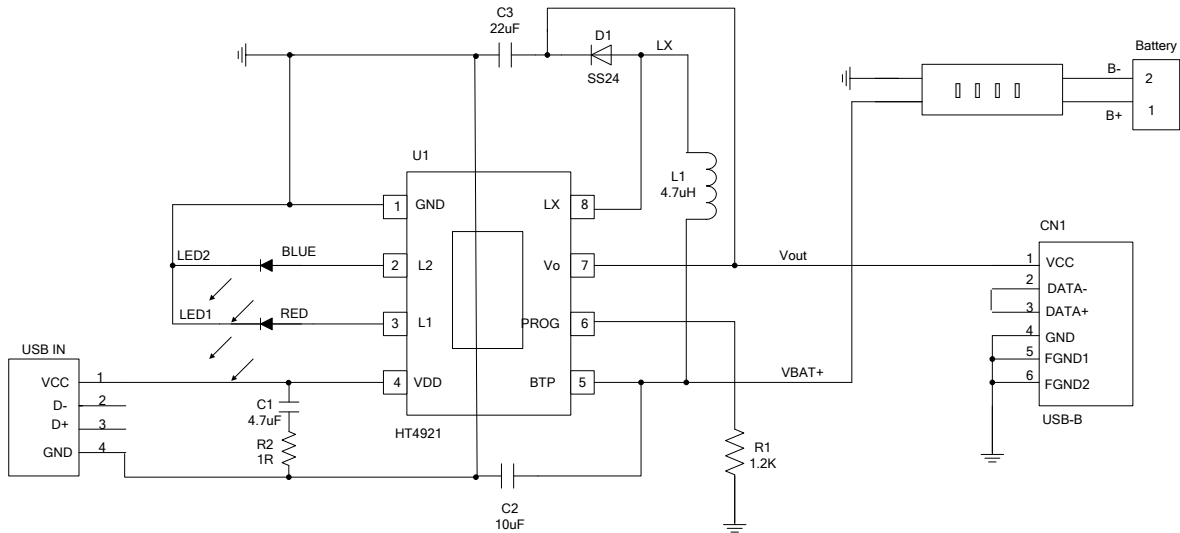 C3
22uF
D1
SS24
LX
Battery
B-
2
B+
1
U1
L1
4.7uH
1
GND
LX
8
CN1
LED2
BLUE
2
L2
Vo
7
Vout
1
VCC
2
DATA-
LED1
RED
3
L1
PROG
6
3
DATA+
4
GND
5
FGND1
6
FGND2
USB-B
USB IN
VCC
1
4
VDD
BTP
5
VBAT+
D-
2
D+
3
GND
4
C1
4.7uF
R2
1R
HT4921
R1
1.2K
C2
10uF